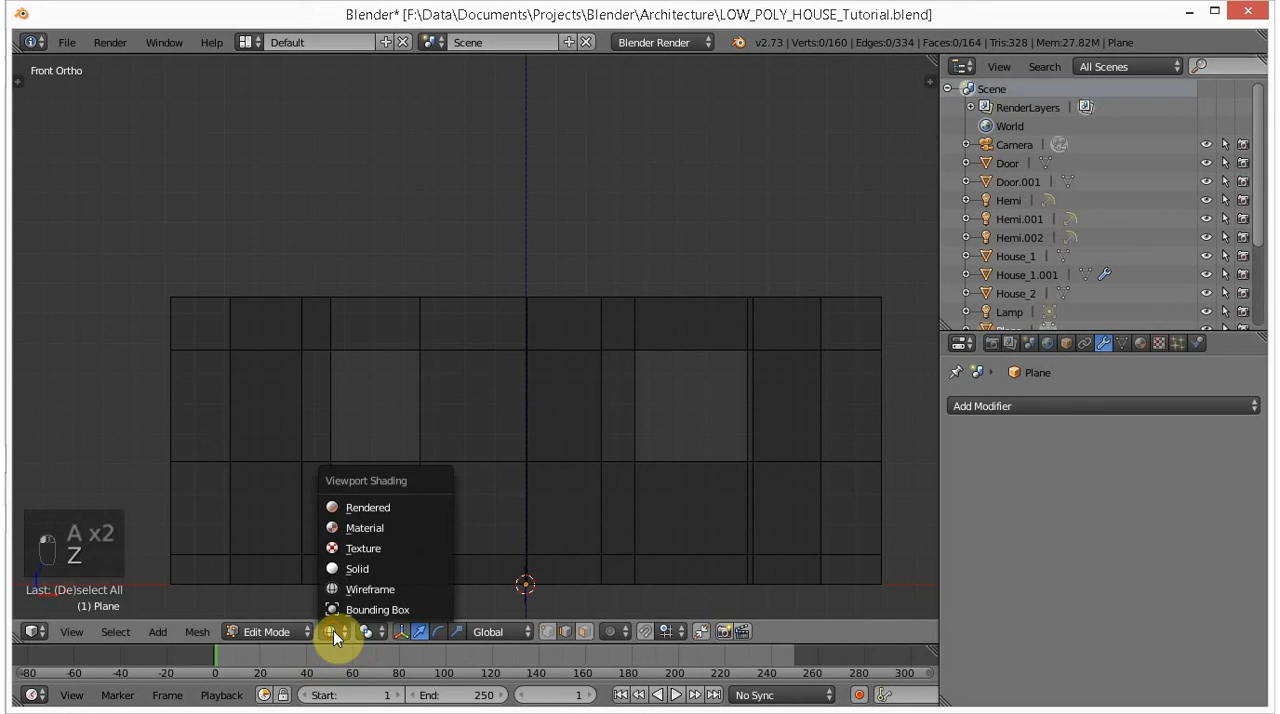 Blender* [F:\Data\Documents\Projects\Blender\Architecture\LOW_POLY_HOUSE_Tutorial.blend]
File Render Window Help Default Scene Blender Render v2.73 | Verts:0/160 | Edges:0/334 | Faces:0/164 | Tris:328 | Mem:27.82M | Plane
Front Ortho
View Search All Scenes
Scene
RenderLayers
World
Camera
Door
Door.001
Hemi
Hemi.001
Hemi.002
House_1
House_1.001
House_2
Lamp
Plane
Add Modifier
Viewport Shading
Rendered
Material
Texture
Solid
Wireframe
Bounding Box
A x2
Z
Last: (De)select All
(1) Plane
View Select Add Mesh Edit Mode Global
-80 -60 -40 -20 0 20 40 60 80 100 120 140 160 180 200 220 240 260 280 300
View Marker Frame Playback Start: 1 End: 250 1 No Sync